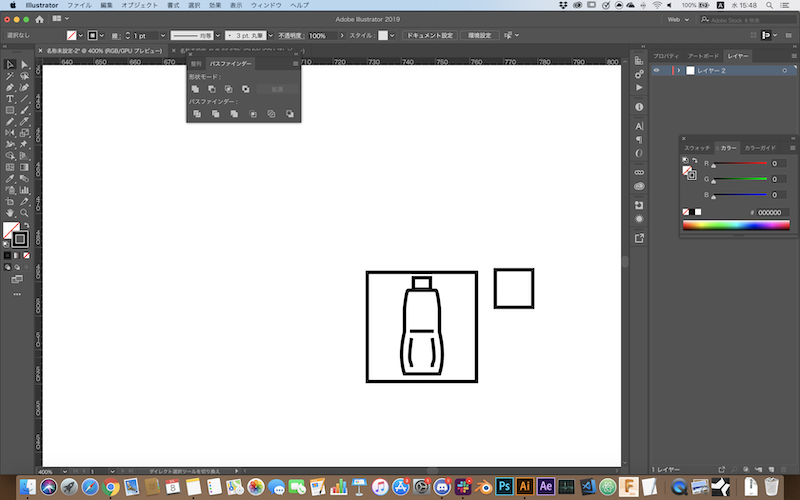 Illustrator ファイル 編集 オブジェクト 書式 選択 効果 表示 ウィンドウ ヘルプ 100% 水 15:48
Adobe Illustrator 2019 Web Adobe Stock を検索
選択なし 線: 1 pt 均等 3 pt. 丸筆 不透明度: 100% スタイル: ドキュメント設定 環境設定
名称未設定-2* @ 400% (RGB/GPU プレビュー)
640 650 660 670 720 730 740 750 760 770 780 790 800
整列 パスファインダー
形状モード:
拡張
パスファインダー:
プロパティ アートボード レイヤー
レイヤー 2
スウォッチ カラー カラーガイド
R 0
G 0
B 0
# 000000
400% 1 ダイレクト選択ツールを切り換え
1 レイヤー
Ps Ai Ae